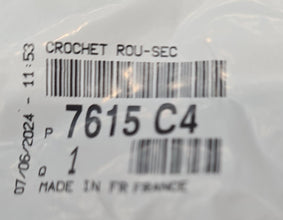 CROCHET ROU-SEC
P 7615 C4
Q 1
MADE IN FR FRANCE
07/06/2024 - 11:53